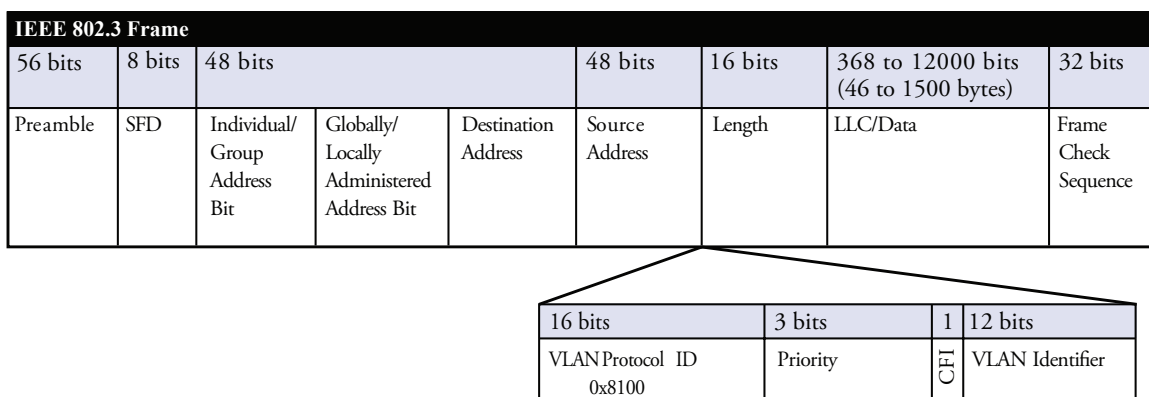 IEEE 802.3 Frame
56 bits 8 bits 48 bits 48 bits 16 bits 368 to 12000 bits 32 bits
(46 to 1500 bytes)
Preamble SFD Individual/ Globally/ Destination Source Length LLC/Data Frame
Group Locally Address Address Check
Address Administered Sequence
Bit Address Bit
16 bits 3 bits 1 12 bits
VLAN Protocol ID Priority CFI VLAN Identifier
0x8100